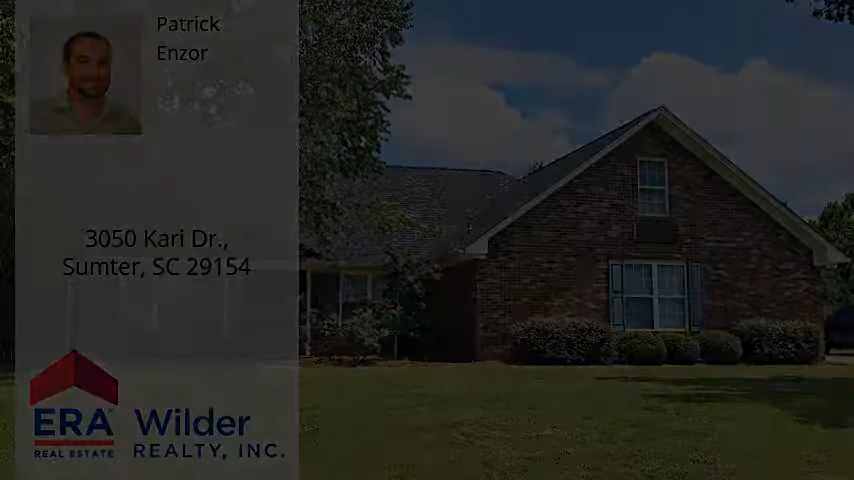 Patrick
Enzor
3050 Kari Dr.,
Sumter, SC 29154
ERA
REAL ESTATE
Wilder
REALTY, INC.